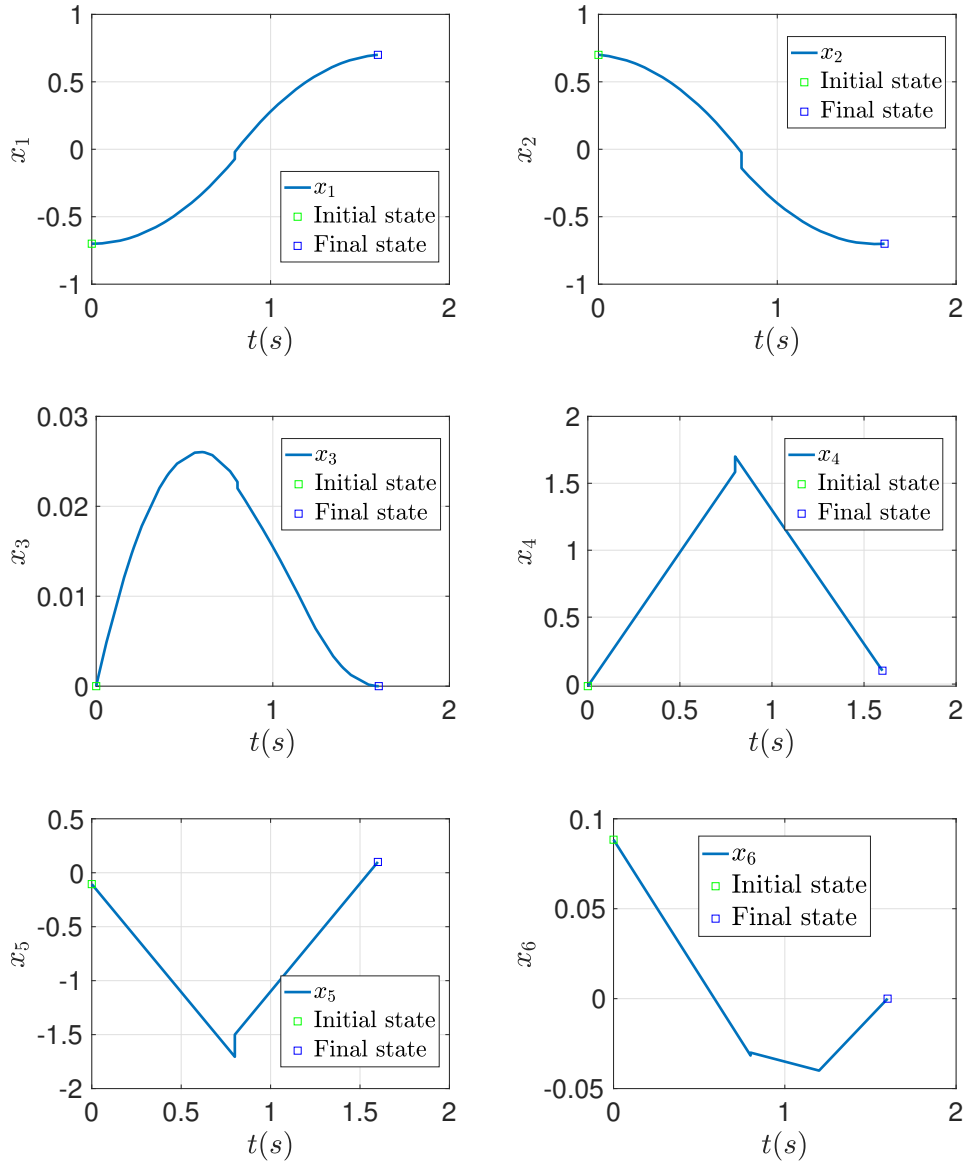 1
0.5
0
-0.5
-1
x₁
x₁
Initial state
Final state
0
1
2
t(s)
1
0.5
0
-0.5
-1
x₂
x₂
Initial state
Final state
0
1
2
t(s)
0.03
0.02
0.01
0
x₃
x₃
Initial state
Final state
0
1
2
t(s)
2
1.5
1
0.5
0
x₄
x₄
Initial state
Final state
0
0.5
1
1.5
2
t(s)
0.5
0
-0.5
-1
-1.5
-2
x₅
x₅
Initial state
Final state
0
0.5
1
1.5
2
t(s)
0.1
0.05
0
-0.05
x₆
x₆
Initial state
Final state
0
1
2
t(s)